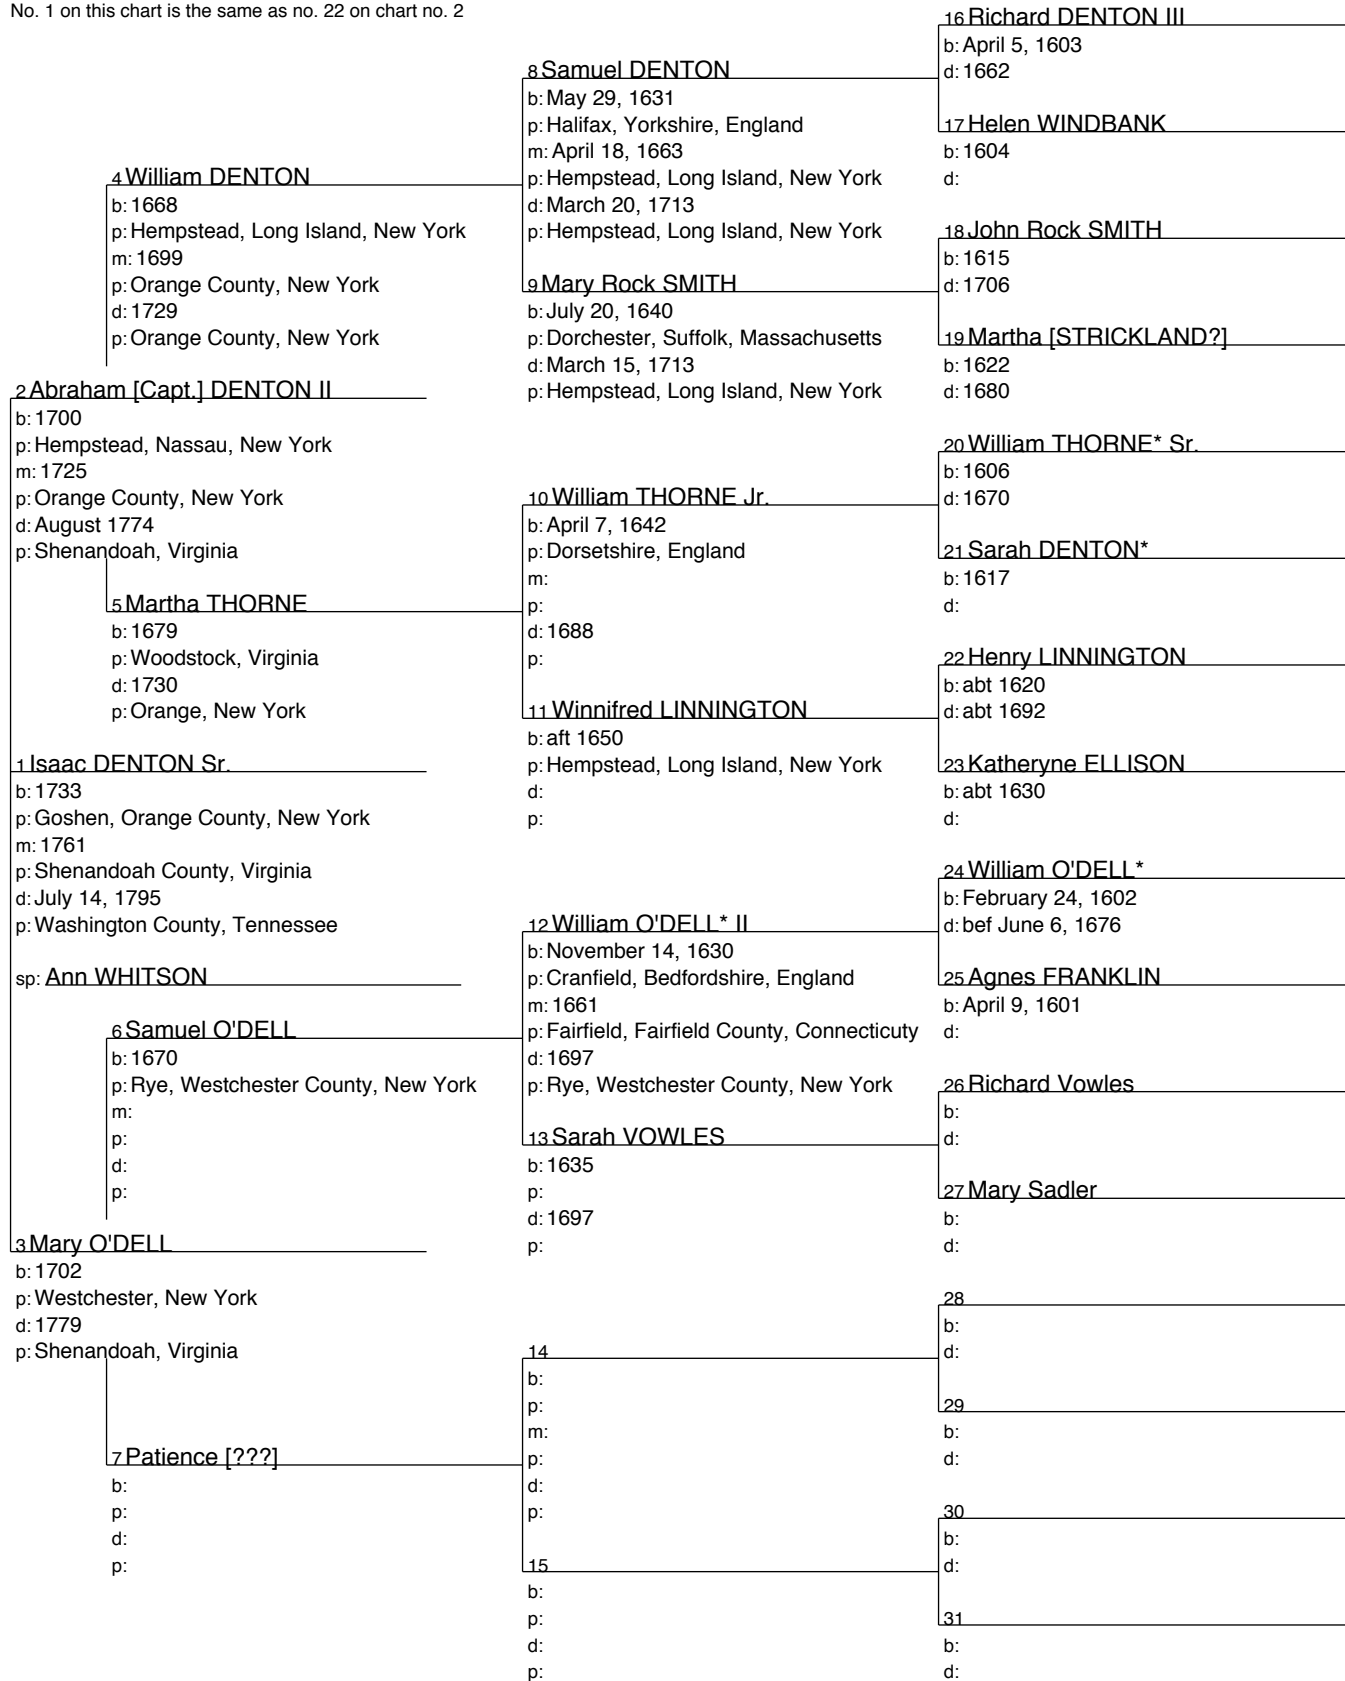 No. 1 on this chart is the same as no. 22 on chart no. 2
1 Isaac DENTON Sr.
b: 1733
p: Goshen, Orange County, New York
m: 1761
p: Shenandoah County, Virginia
d: July 14, 1795
p: Washington County, Tennessee
sp: Ann WHITSON
2 Abraham [Capt.] DENTON II
b: 1700
p: Hempstead, Nassau, New York
m: 1725
p: Orange County, New York
d: August 1774
p: Shenandoah, Virginia
3 Mary O'DELL
b: 1702
p: Westchester, New York
d: 1779
p: Shenandoah, Virginia
4 William DENTON
b: 1668
p: Hempstead, Long Island, New York
m: 1699
p: Orange County, New York
d: 1729
p: Orange County, New York
5 Martha THORNE
b: 1679
p: Woodstock, Virginia
d: 1730
p: Orange, New York
6 Samuel O'DELL
b: 1670
p: Rye, Westchester County, New York
m:
p:
d:
p:
7 Patience [???]
b:
p:
d:
p:
8 Samuel DENTON
b: May 29, 1631
p: Halifax, Yorkshire, England
m: April 18, 1663
p: Hempstead, Long Island, New York
d: March 20, 1713
p: Hempstead, Long Island, New York
9 Mary Rock SMITH
b: July 20, 1640
p: Dorchester, Suffolk, Massachusetts
d: March 15, 1713
p: Hempstead, Long Island, New York
10 William THORNE Jr.
b: April 7, 1642
p: Dorsetshire, England
m:
p:
d: 1688
p:
11 Winnifred LINNINGTON
b: aft 1650
p: Hempstead, Long Island, New York
d:
p:
12 William O'DELL* II
b: November 14, 1630
p: Cranfield, Bedfordshire, England
m: 1661
p: Fairfield, Fairfield County, Connecticuty
d: 1697
p: Rye, Westchester County, New York
13 Sarah VOWLES
b: 1635
p:
d: 1697
p:
14
b:
p:
m:
p:
d:
p:
15
b:
p:
d:
p:
16 Richard DENTON III
b: April 5, 1603
d: 1662
17 Helen WINDBANK
b: 1604
d:
18 John Rock SMITH
b: 1615
d: 1706
19 Martha [STRICKLAND?]
b: 1622
d: 1680
20 William THORNE* Sr.
b: 1606
d: 1670
21 Sarah DENTON*
b: 1617
d:
22 Henry LINNINGTON
b: abt 1620
d: abt 1692
23 Katheryne ELLISON
b: abt 1630
d:
24 William O'DELL*
b: February 24, 1602
d: bef June 6, 1676
25 Agnes FRANKLIN
b: April 9, 1601
d:
26 Richard Vowles
b:
d:
27 Mary Sadler
b:
d:
28
b:
d:
29
b:
d:
30
b:
d:
31
b:
d: